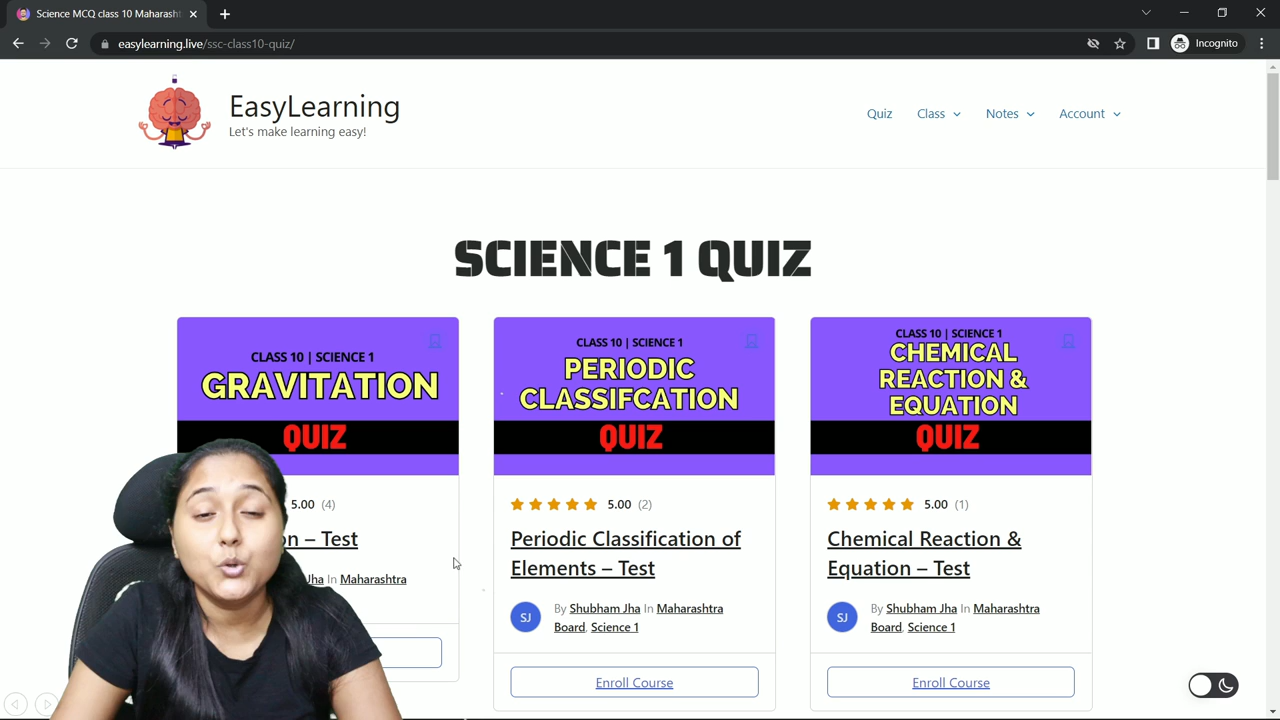 Science MCQ class 10 Maharasht
easylearning.live/ssc-class10-quiz/
Incognito
EasyLearning
Let's make learning easy!
Quiz
Class
Notes
Account
SCIENCE 1 QUIZ
CLASS 10 | SCIENCE 1
GRAVITATION
QUIZ
5.00 (4)
on – Test
Jha In Maharashtra
CLASS 10 | SCIENCE 1
PERIODIC
CLASSIFCATION
QUIZ
5.00 (2)
Periodic Classification of
Elements – Test
SJ
By Shubham Jha In Maharashtra
Board, Science 1
Enroll Course
CLASS 10 | SCIENCE 1
CHEMICAL
REACTION &
EQUATION
QUIZ
5.00 (1)
Chemical Reaction &
Equation – Test
SJ
By Shubham Jha In Maharashtra
Board, Science 1
Enroll Course